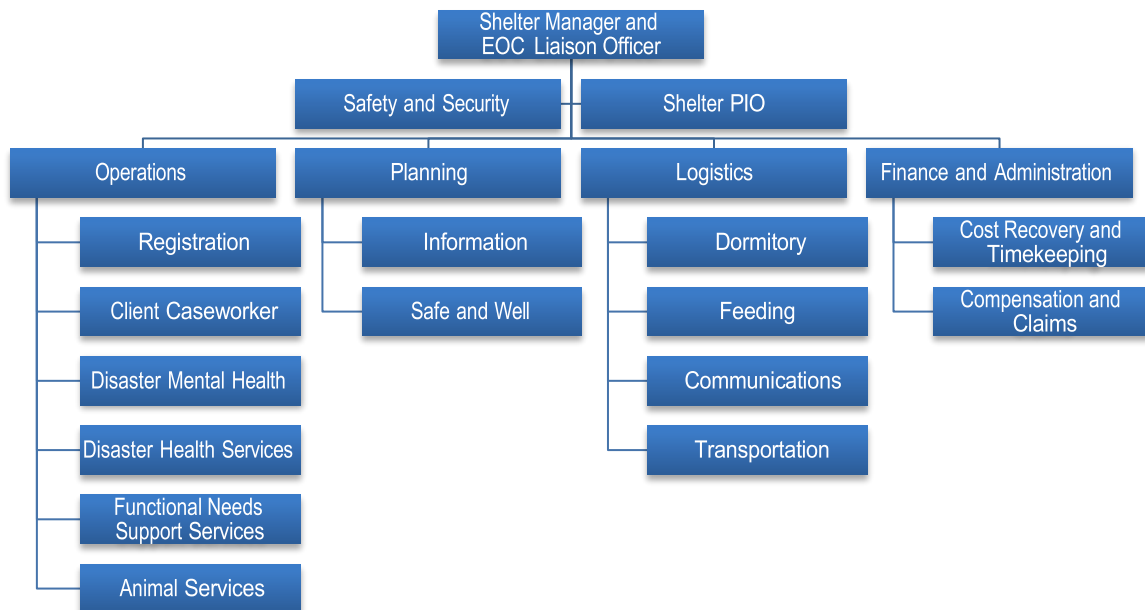 Shelter Manager and
EOC Liaison Officer
Safety and Security
Shelter PIO
Operations
Planning
Logistics
Finance and Administration
Registration
Client Caseworker
Disaster Mental Health
Disaster Health Services
Functional Needs
Support Services
Animal Services
Information
Safe and Well
Dormitory
Feeding
Communications
Transportation
Cost Recovery and
Timekeeping
Compensation and
Claims